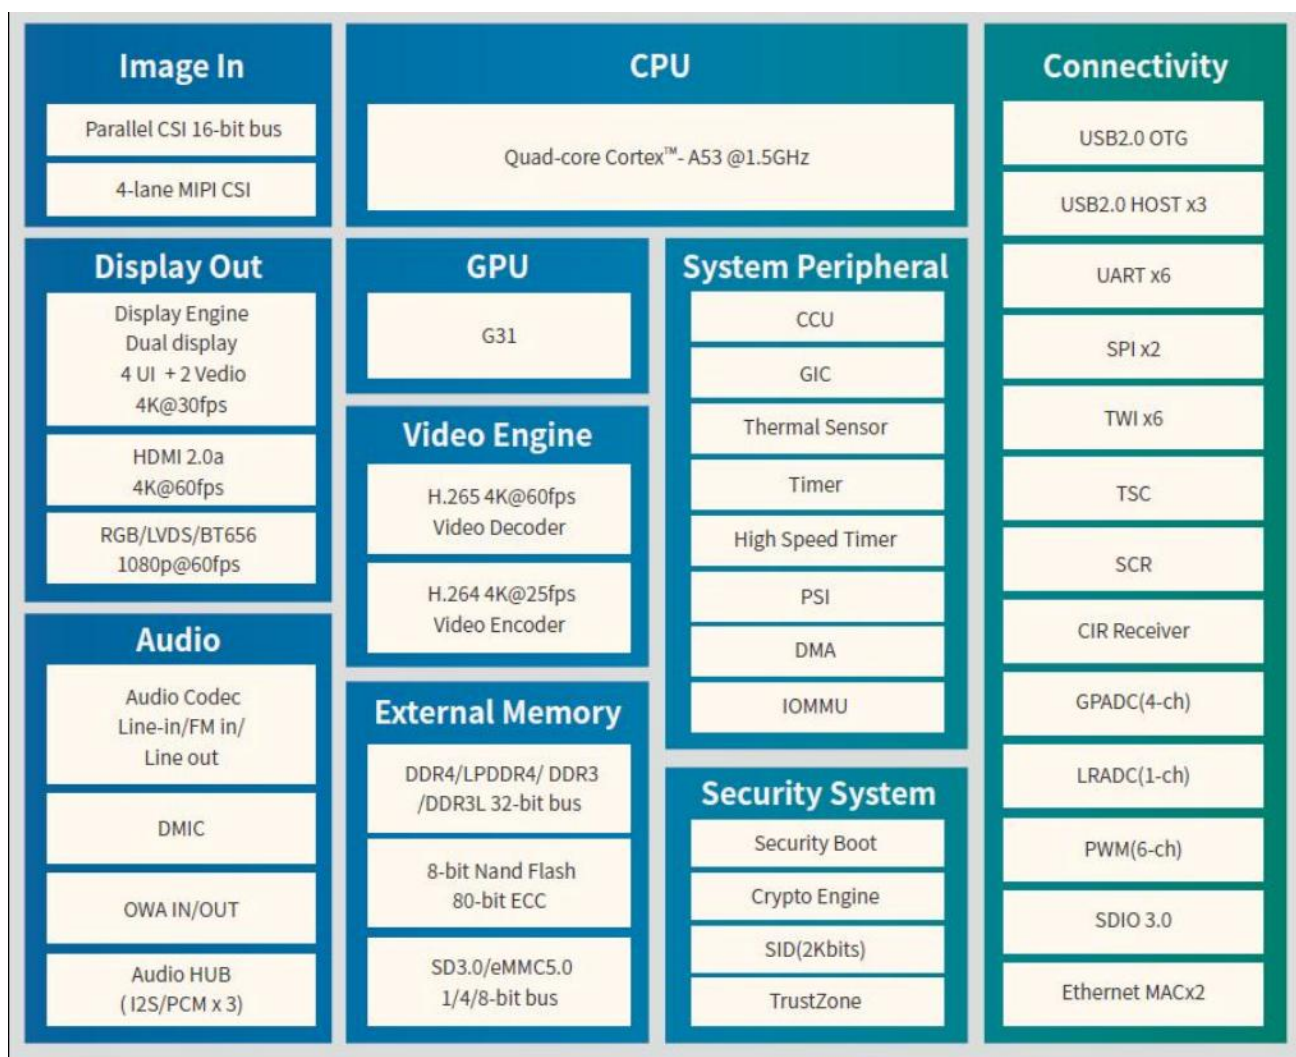 Image In
Parallel CSI 16-bit bus
4-lane MIPI CSI
CPU
Quad-core Cortex™- A53 @1.5GHz
Connectivity
USB2.0 OTG
USB2.0 HOST x3
UART x6
SPI x2
TWI x6
TSC
SCR
CIR Receiver
GPADC(4-ch)
LRADC(1-ch)
PWM(6-ch)
SDIO 3.0
Ethernet MACx2
Display Out
Display Engine
Dual display
4 UI + 2 Vedio
4K@30fps
HDMI 2.0a
4K@60fps
RGB/LVDS/BT656
1080p@60fps
GPU
G31
Video Engine
H.265 4K@60fps
Video Decoder
H.264 4K@25fps
Video Encoder
System Peripheral
CCU
GIC
Thermal Sensor
Timer
High Speed Timer
PSI
DMA
IOMMU
Audio
Audio Codec
Line-in/FM in/
Line out
DMIC
OWA IN/OUT
Audio HUB
( I2S/PCM x 3)
External Memory
DDR4/LPDDR4/ DDR3
/DDR3L 32-bit bus
8-bit Nand Flash
80-bit ECC
SD3.0/eMMC5.0
1/4/8-bit bus
Security System
Security Boot
Crypto Engine
SID(2Kbits)
TrustZone